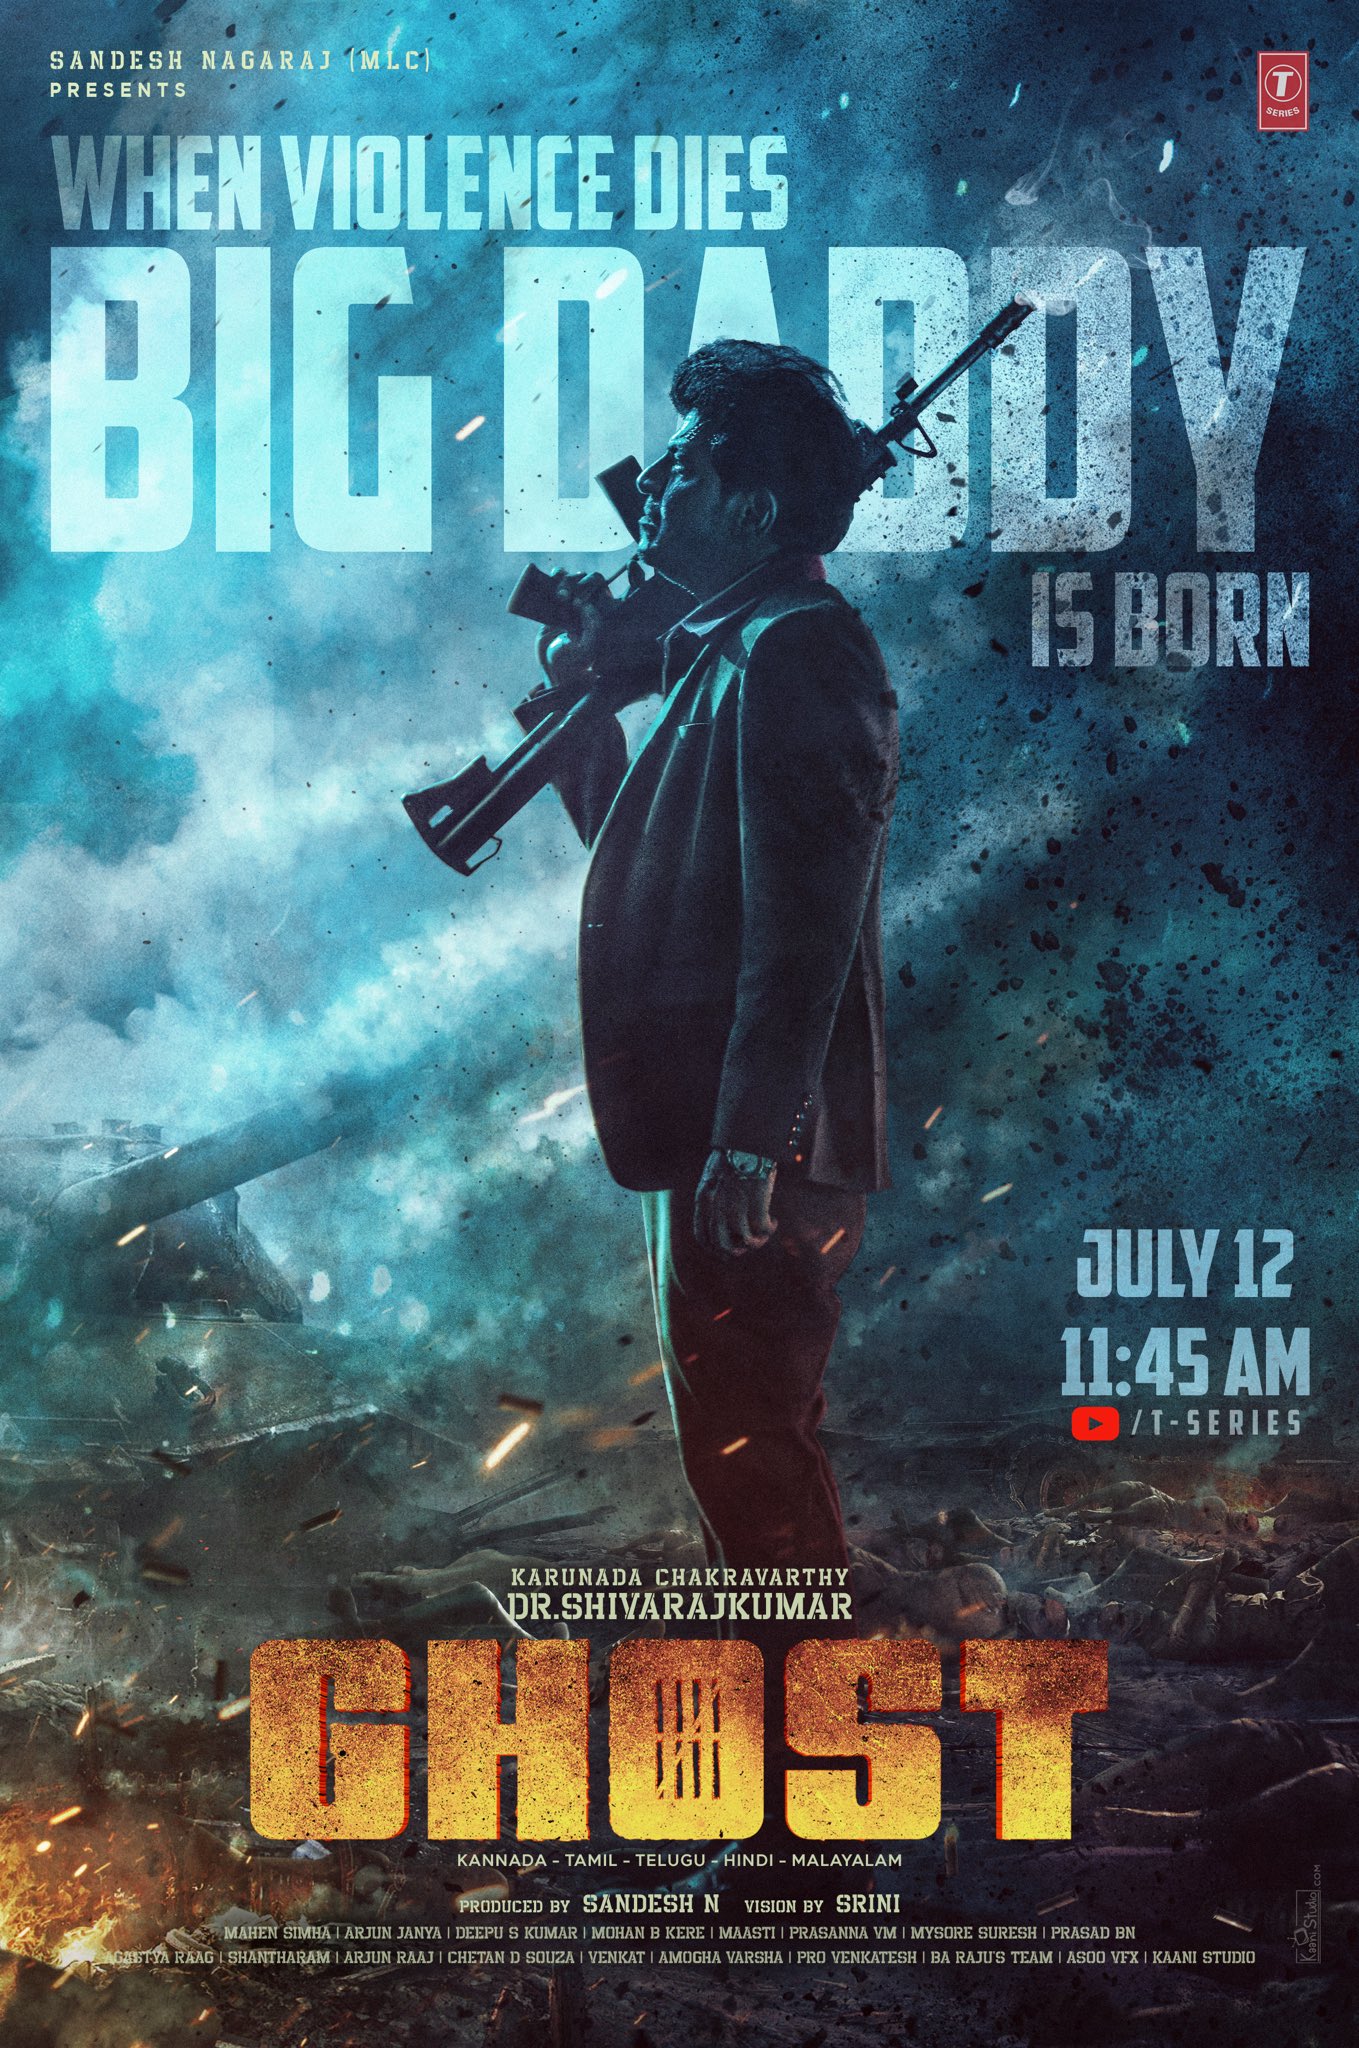 SANDESH NAGARAJ (MLC)
PRESENTS
T
SERIES
WHEN VIOLENCE DIES
BIG DADDY
IS BORN
JULY 12
11:45 AM
/T-SERIES
KARUNADA CHAKRAVARTHY
DR.SHIVARAJKUMAR
GHOST
KANNADA - TAMIL - TELUGU - HINDI - MALAYALAM
PRODUCED BY SANDESH N VISION BY SRINI
MAHEN SIMHA | ARJUN JANYA | DEEPU S KUMAR | MOHAN B KERE | MAASTI | PRASANNA VM | MYSORE SURESH | PRASAD BN
AGASTYA RAAG | SHANTHARAM | ARJUN RAAJ | CHETAN D SOUZA | VENKAT | AMOGHA VARSHA | PRO VENKATESH | BA RAJU'S TEAM | ASOO VFX | KAANI STUDIO
Kaani Studio.COM